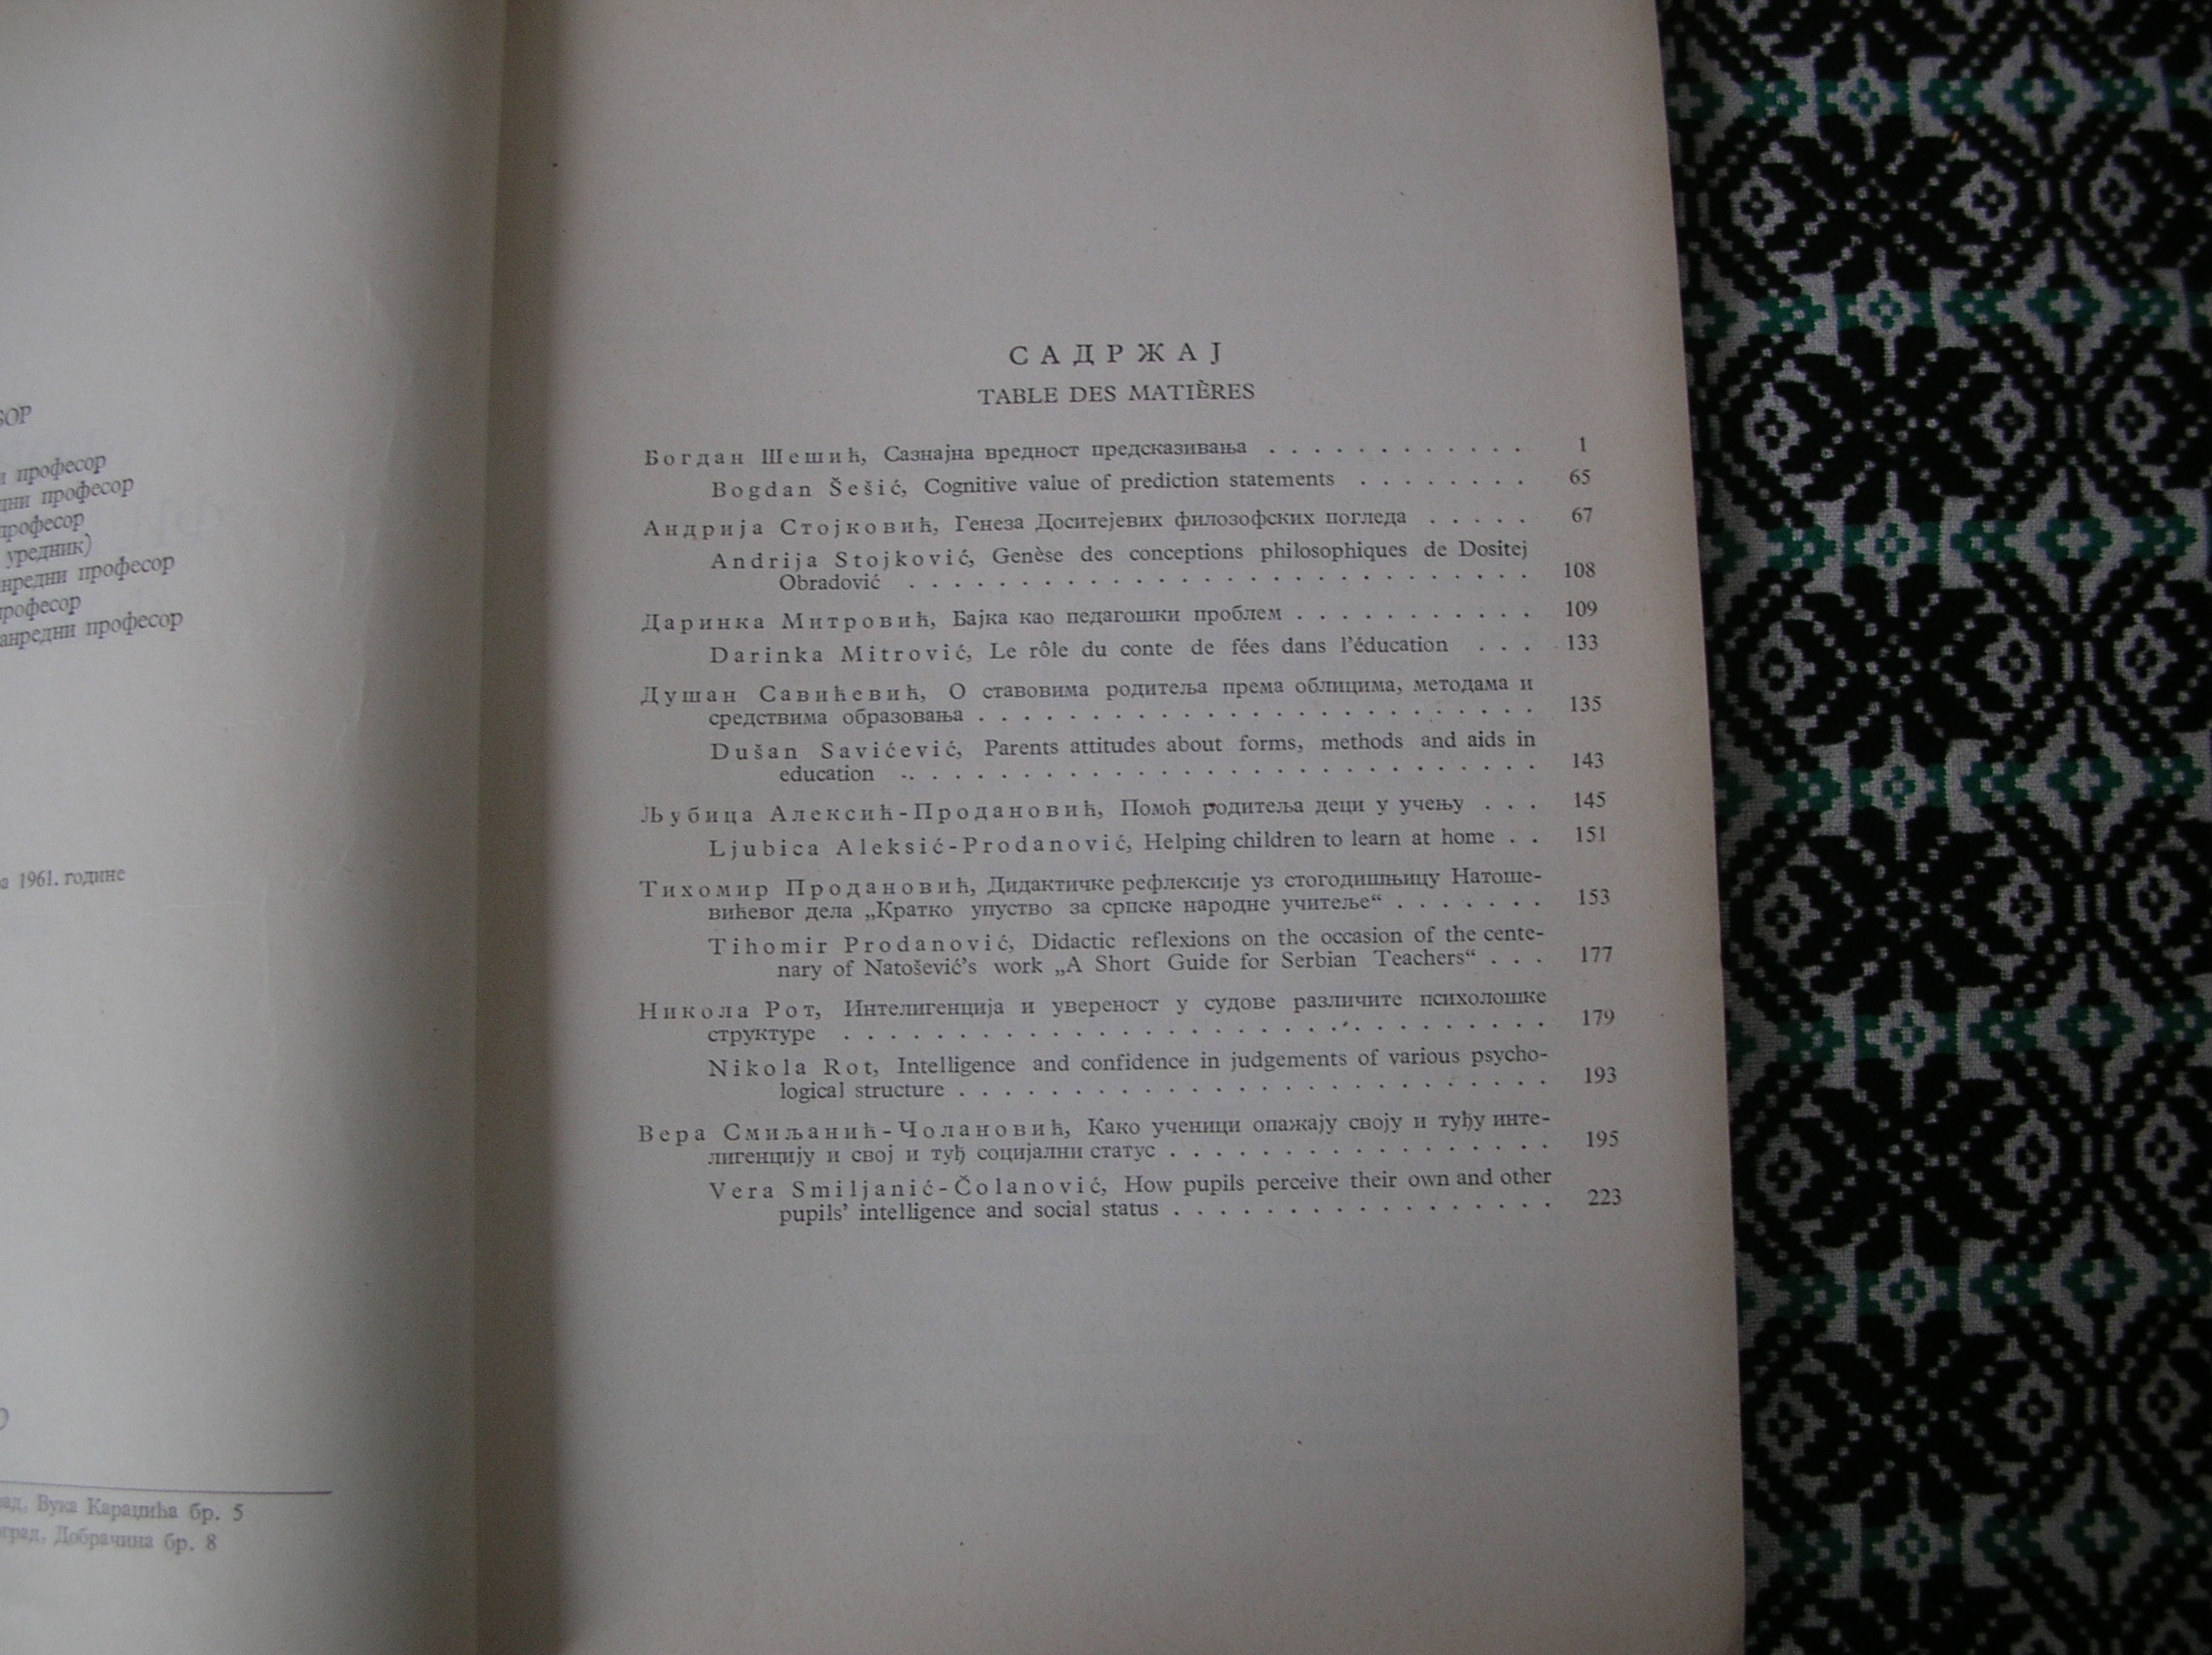 професор
професор
професор
уредник)
професор
професор
професор
1961. године
Вука Караџића бр. 5
Добрачина бр. 8
САДРЖАЈ
TABLE DES MATIÈRES
Богдан Шешић, Сазнајна вредност предсказивања . . . . . . . . . . . . 1
Bogdan Šešić, Cognitive value of prediction statements . . . . . . . . 65
Андрија Стојковић, Генеза Доситејевих филозофских погледа . . . . . 67
Andrija Stojković, Genèse des conceptions philosophiques de Dositej
Obradović . . . . . . . . . . . . . . . . . . . . . . . . . . . 108
Даринка Митровић, Бајка као педагошки проблем . . . . . . . . . . . 109
Darinka Mitrović, Le rôle du conte de fées dans l'éducation . . . 133
Душан Савићевић, О ставовима родитеља према облицима, методама и
средствима образовања . . . . . . . . . . . . . . . . . . . . . . . . 135
Dušan Savićević, Parents attitudes about forms, methods and aids in
education . . . . . . . . . . . . . . . . . . . . . . . . . . . 143
Љубица Алексић-Продановић, Помоћ родитеља деци у учењу . . . 145
Ljubica Aleksić-Prodanović, Helping children to learn at home . . 151
Тихомир Продановић, Дидактичке рефлексије уз стогодишњицу Натоше-
вићевог дела „Кратко упуство за српске народне учитеље“ . . . . . . . 153
Tihomir Prodanović, Didactic reflexions on the occasion of the cente-
nary of Natošević's work „A Short Guide for Serbian Teachers“ . . . 177
Никола Рот, Интелигенција и увереност у судове различите психолошке
структуре . . . . . . . . . . . . . . . . . . . . . . . . . . . . . . 179
Nikola Rot, Intelligence and confidence in judgements of various psycho-
logical structure . . . . . . . . . . . . . . . . . . . . . . . . . . 193
Вера Смиљанић-Чолановић, Како ученици опажају своју и туђу инте-
лигенцију и свој и туђ социјални статус . . . . . . . . . . . . . . . . . 195
Vera Smiljanić-Čolanović, How pupils perceive their own and other
pupils' intelligence and social status . . . . . . . . . . . . . . . . . 223